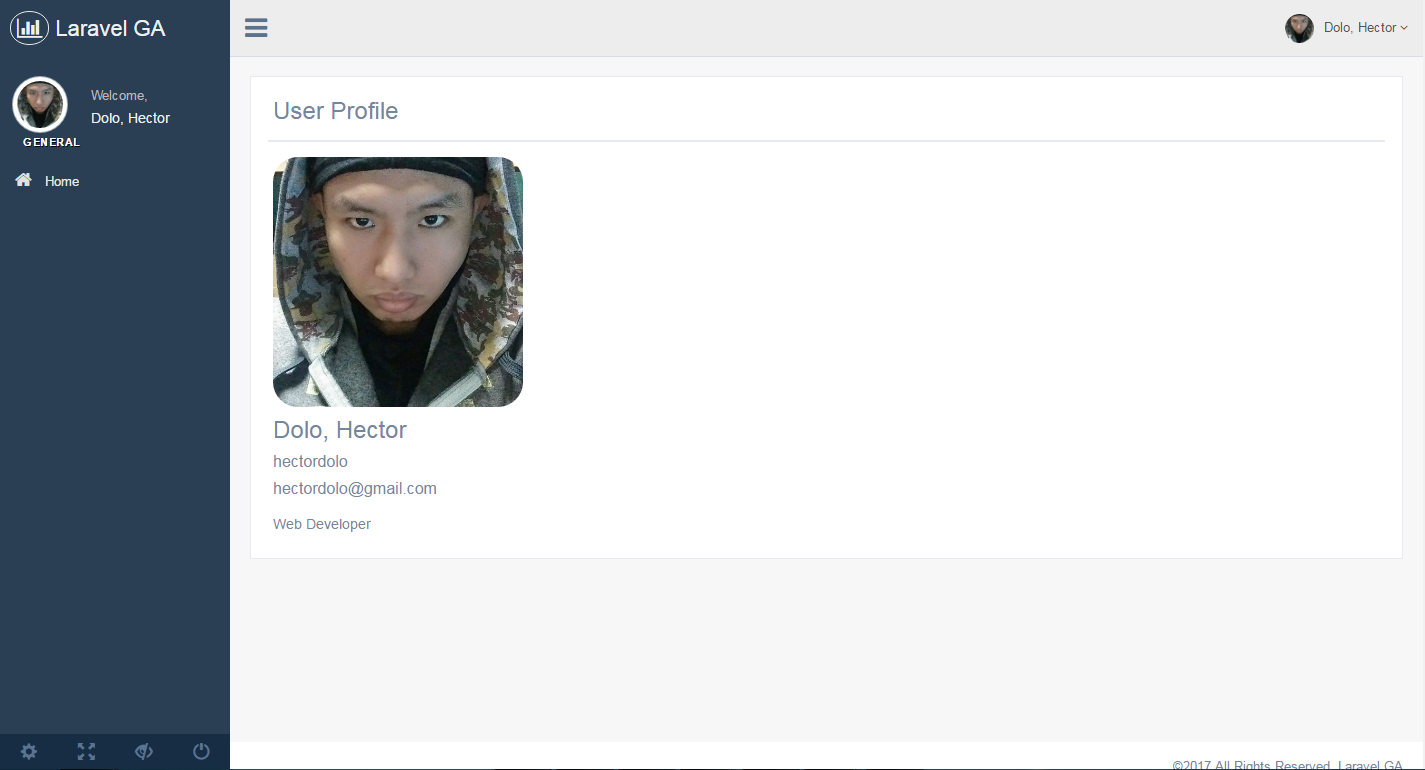 Laravel GA
Dolo, Hector
Welcome,
Dolo, Hector
GENERAL
Home
User Profile
Dolo, Hector
hectordolo
hectordolo@gmail.com
Web Developer
©2017 All Rights Reserved. Laravel GA